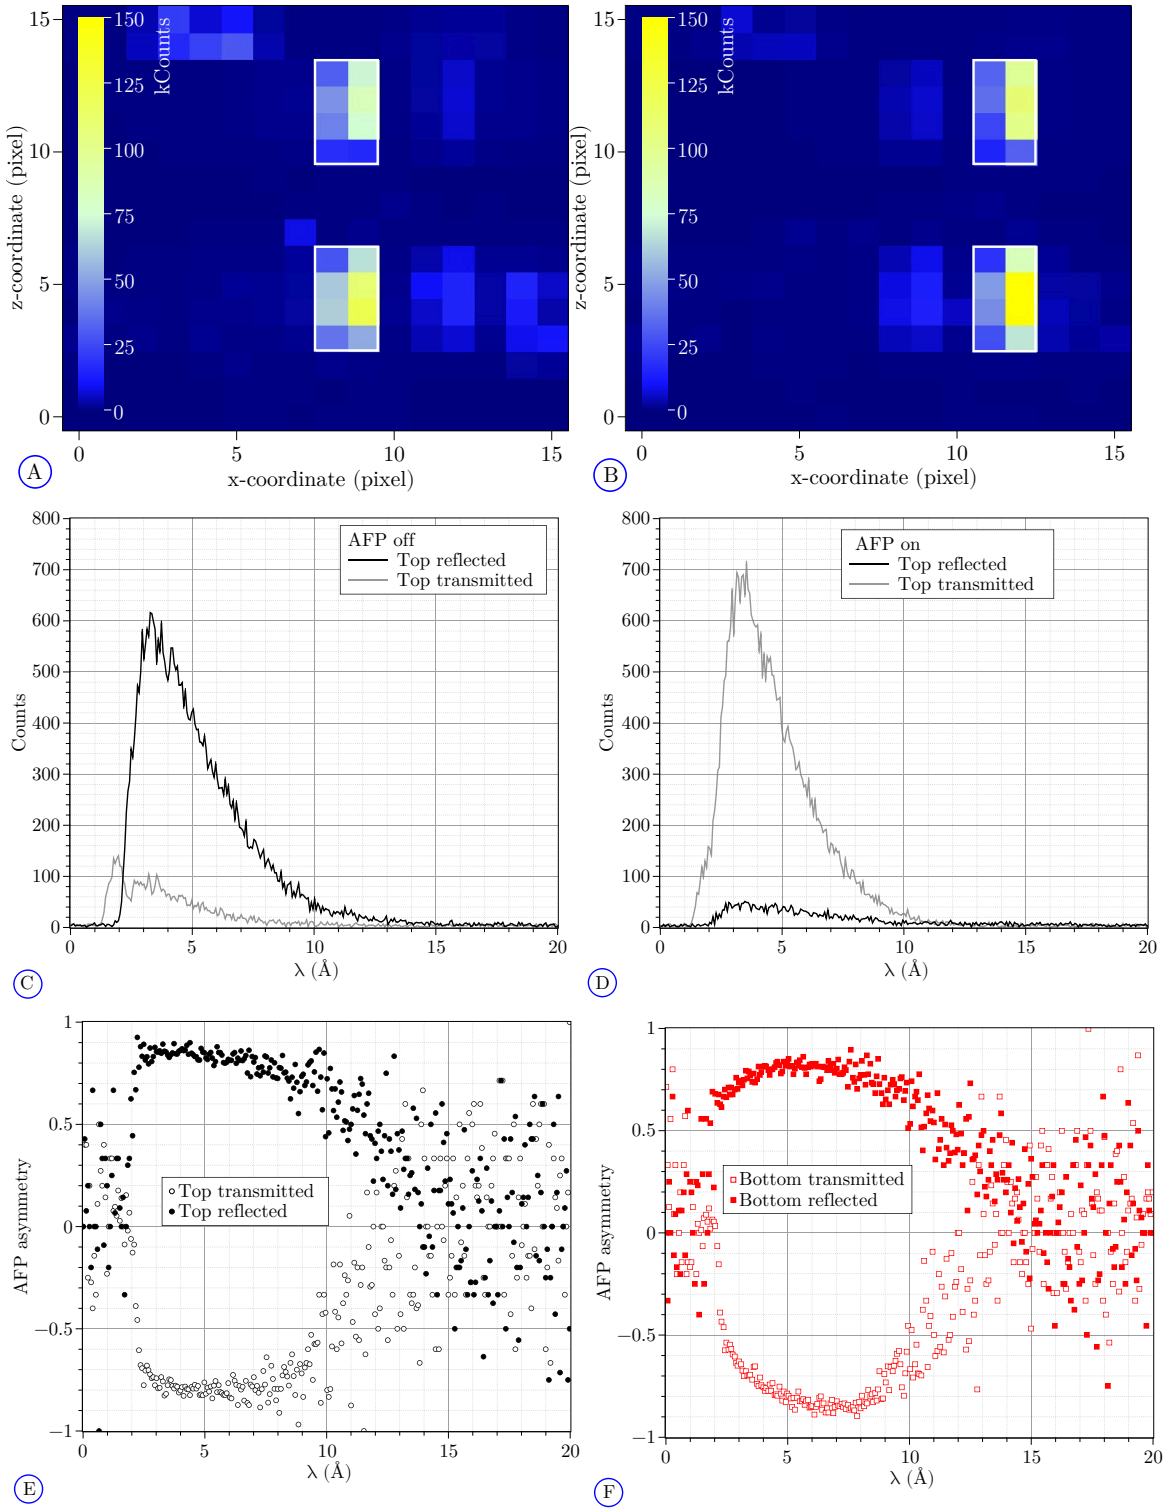 15
10
5
0
z-coordinate (pixel)
150
125
100
75
50
25
0
kCounts
0
5
10
15
x-coordinate (pixel)
A
15
10
5
0
z-coordinate (pixel)
150
125
100
75
50
25
0
kCounts
0
5
10
15
x-coordinate (pixel)
B
800
700
600
500
400
300
200
100
0
Counts
AFP off
Top reflected
Top transmitted
0
5
10
15
20
λ (Å)
C
800
700
600
500
400
300
200
100
0
Counts
AFP on
Top reflected
Top transmitted
0
5
10
15
20
λ (Å)
D
1
0.5
0
−0.5
−1
AFP asymmetry
Top transmitted
Top reflected
0
5
10
15
20
λ (Å)
E
1
0.5
0
−0.5
−1
AFP asymmetry
Bottom transmitted
Bottom reflected
0
5
10
15
20
λ (Å)
F